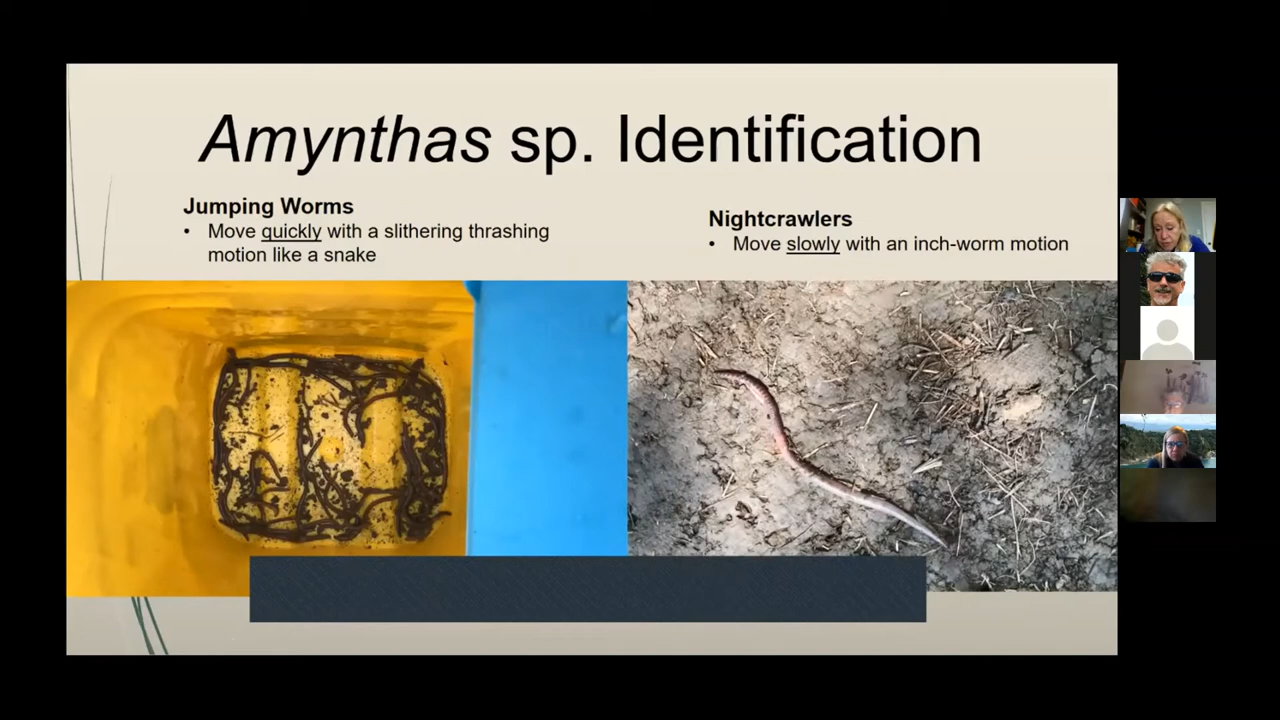 Amynthas sp. Identification
Jumping Worms
• Move quickly with a slithering thrashing
motion like a snake
Nightcrawlers
• Move slowly with an inch-worm motion